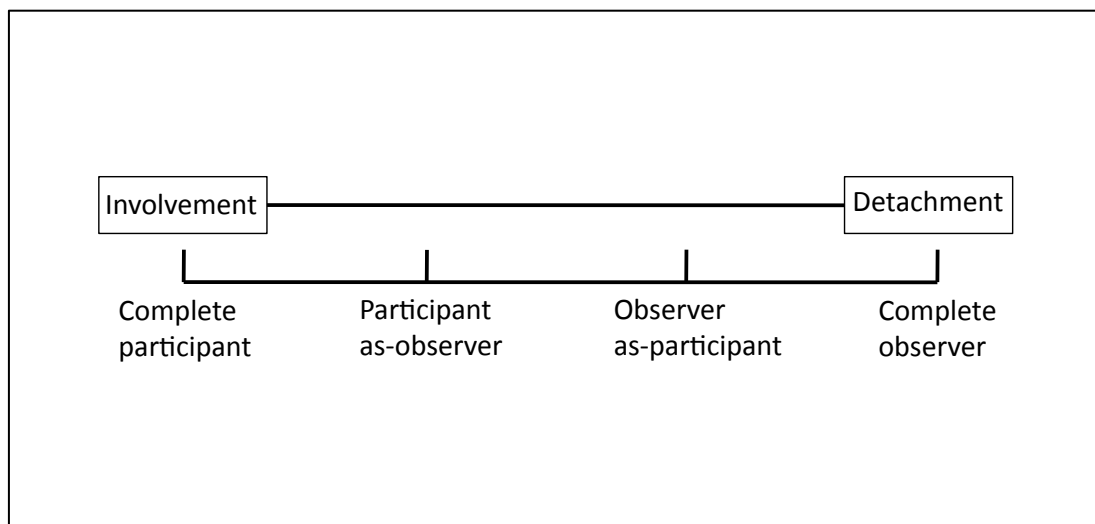 Involvement
Detachment
Complete
participant
Participant
as-observer
Observer
as-participant
Complete
observer